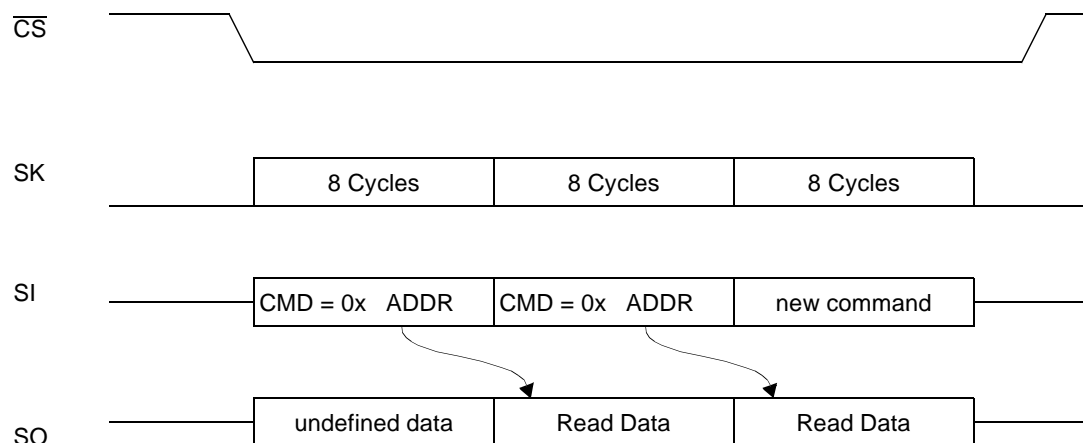 C̅S̅
SK
8 Cycles 8 Cycles 8 Cycles
SI
CMD = 0x ADDR CMD = 0x ADDR new command
SO
undefined data Read Data Read Data